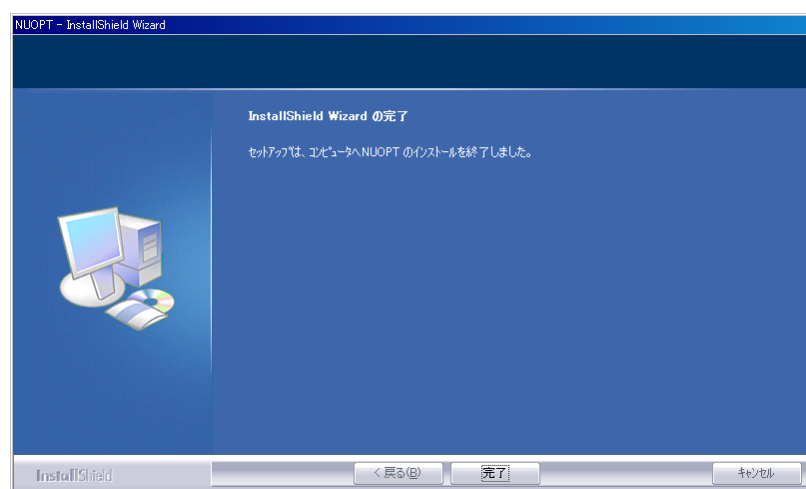 NUOPT - InstallShield Wizard
InstallShield Wizard の完了
ｾｯﾄｱｯﾌﾟは、ｺﾝﾋﾟｭｰﾀへNUOPT のｲﾝｽﾄｰﾙを終了しました。
InstallShield
< 戻る(B)
完了
ｷｬﾝｾﾙ